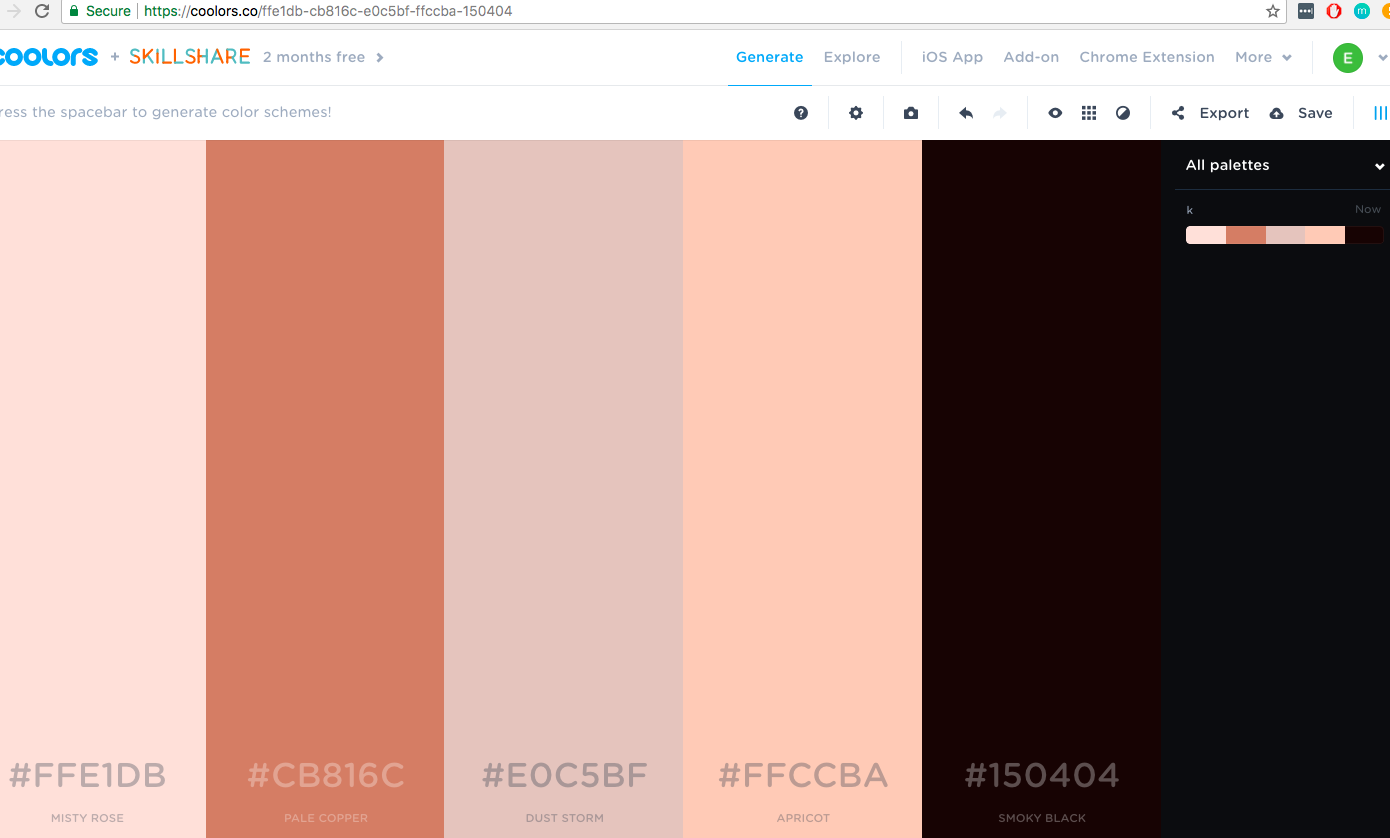 Secure https://coolors.co/ffe1db-cb816c-e0c5bf-ffccba-150404
coolors + SKILLSHARE 2 months free
Generate Explore iOS App Add-on Chrome Extension More E
ress the spacebar to generate color schemes!
Export Save
All palettes
k Now
#FFE1DB #CB816C #E0C5BF #FFCCBA #150404
MISTY ROSE PALE COPPER DUST STORM APRICOT SMOKY BLACK